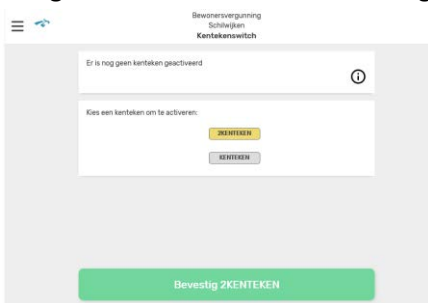 Bewonersvergunning
Schilwijken
Kentekenswitch
Er is nog geen kenteken geactiveerd
Kies een kenteken om te activeren:
2KENTEKEN
KENTEKEN
Bevestig 2KENTEKEN